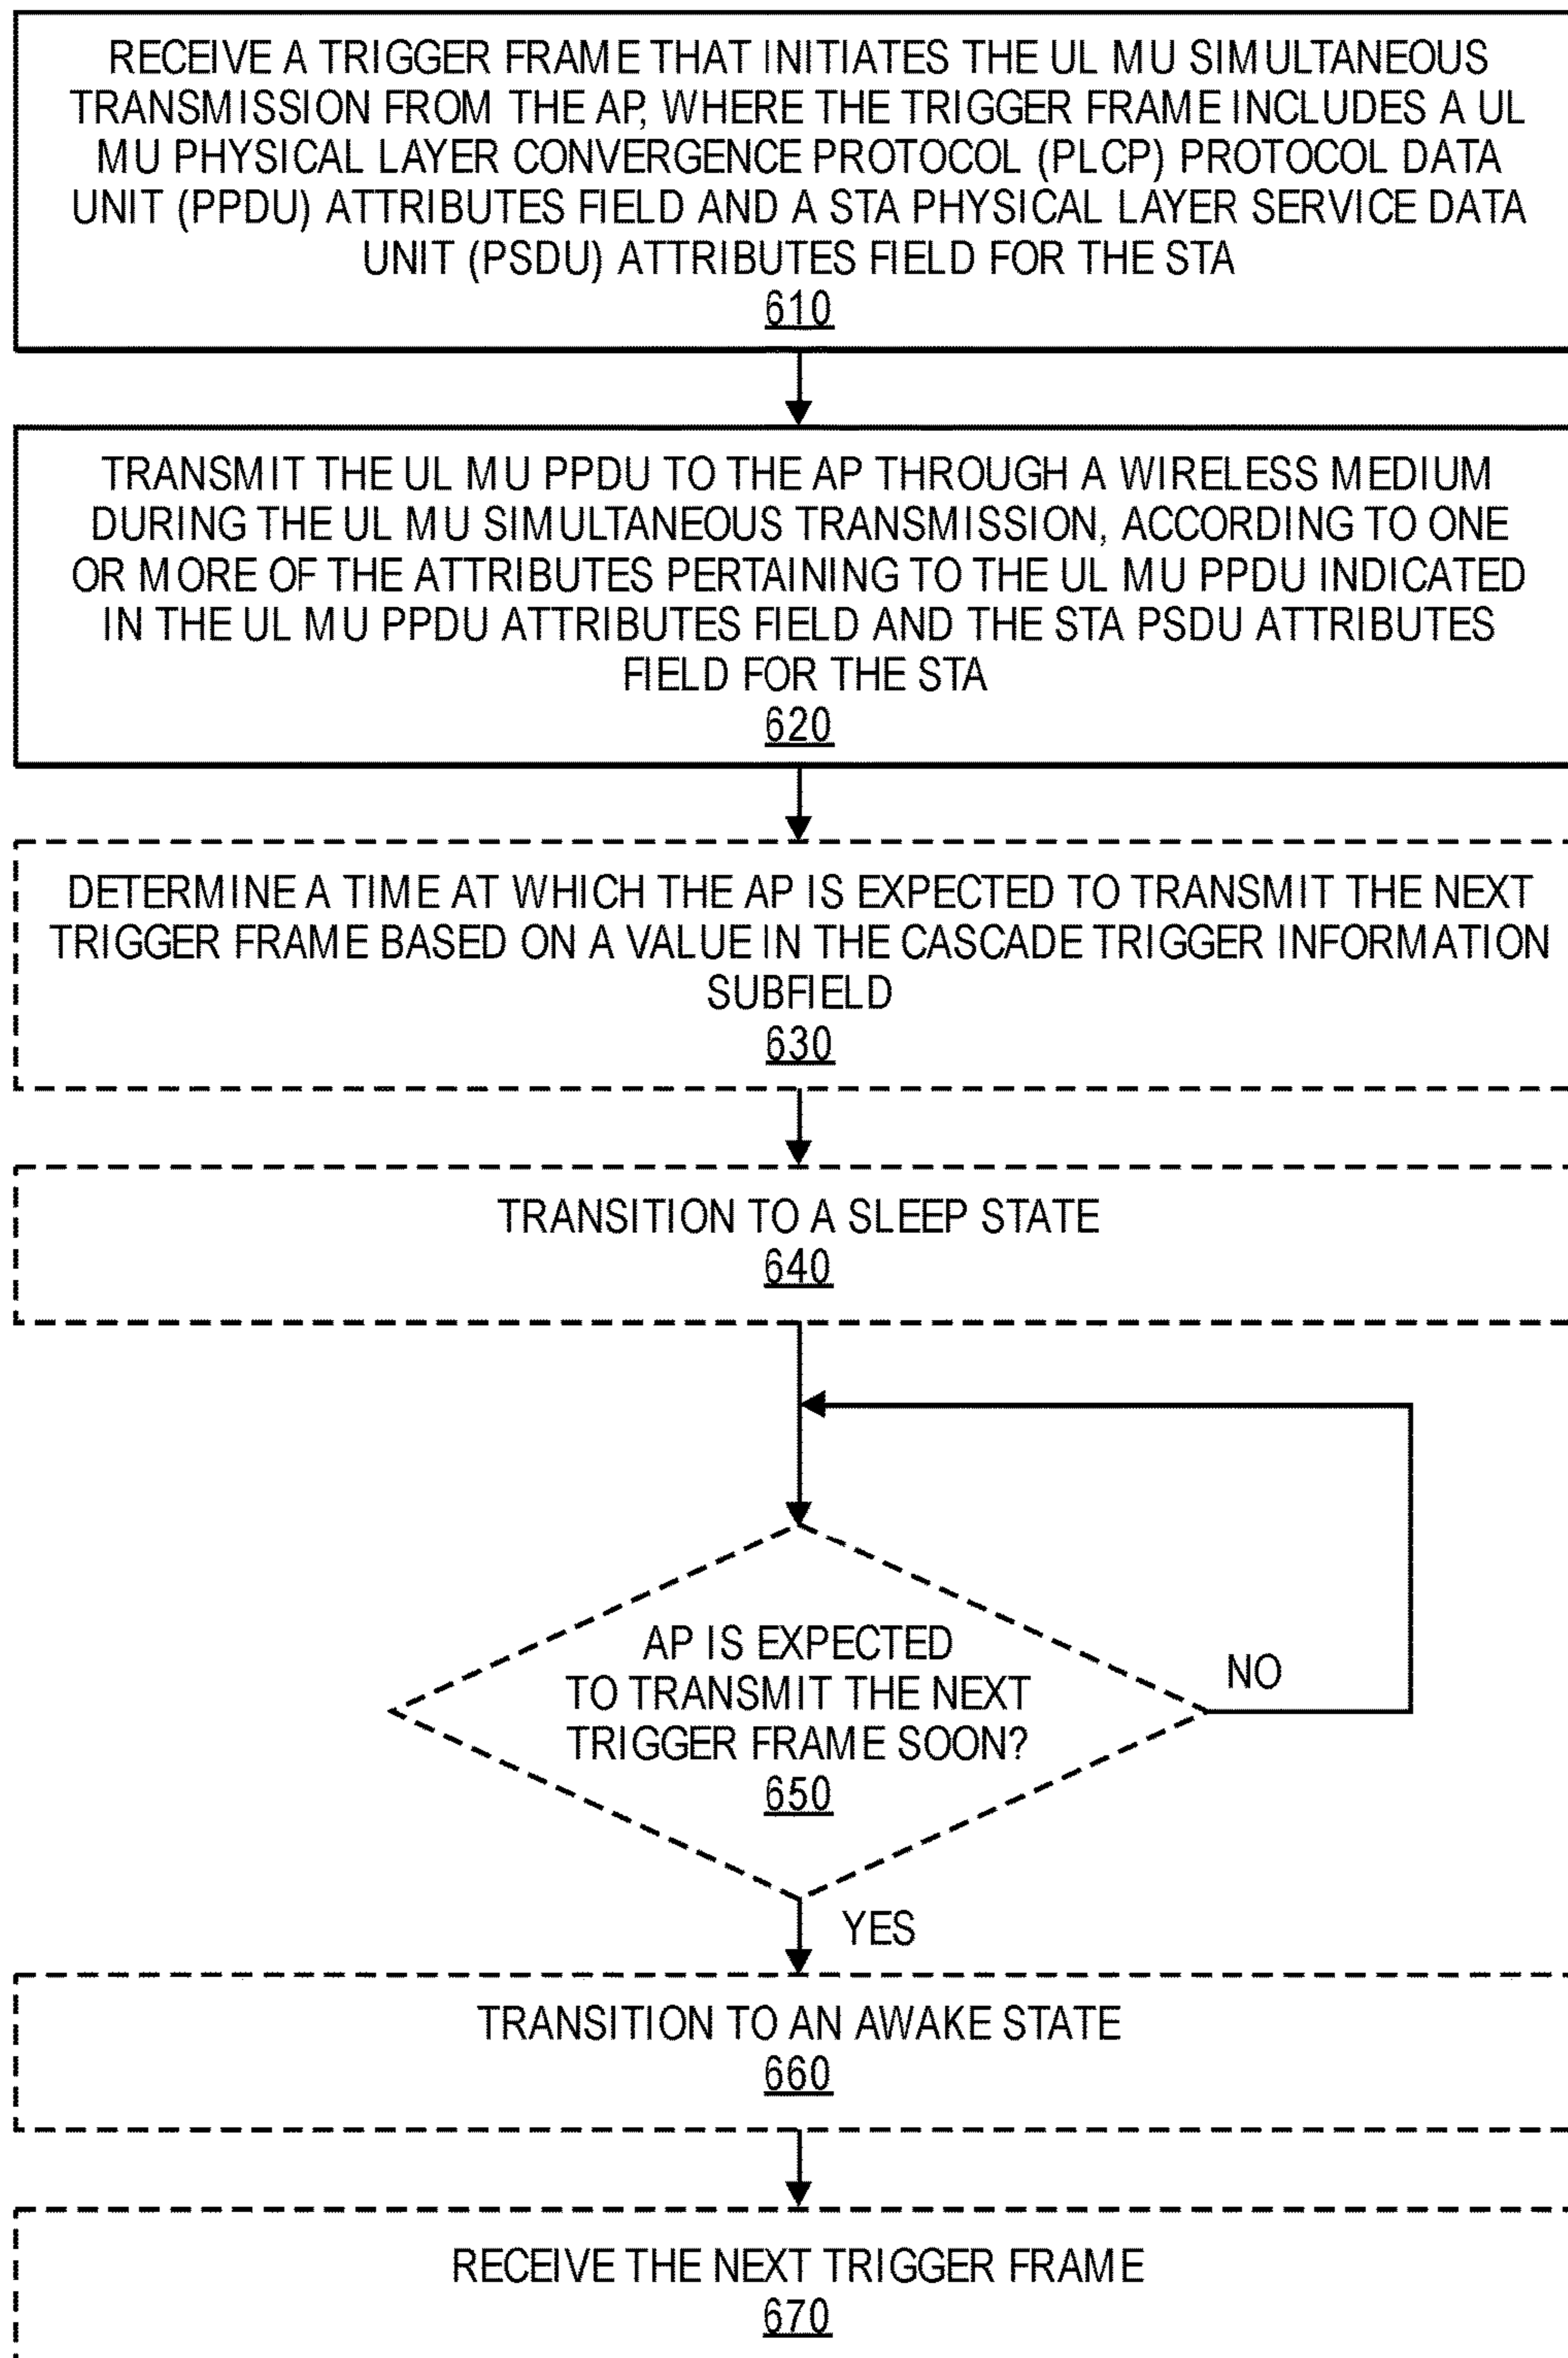 RECEIVE A TRIGGER FRAME THAT INITIATES THE UL MU SIMULTANEOUS
TRANSMISSION FROM THE AP, WHERE THE TRIGGER FRAME INCLUDES A UL
MU PHYSICAL LAYER CONVERGENCE PROTOCOL (PLCP) PROTOCOL DATA
UNIT (PPDU) ATTRIBUTES FIELD AND A STA PHYSICAL LAYER SERVICE DATA
UNIT (PSDU) ATTRIBUTES FIELD FOR THE STA
610
TRANSMIT THE UL MU PPDU TO THE AP THROUGH A WIRELESS MEDIUM
DURING THE UL MU SIMULTANEOUS TRANSMISSION, ACCORDING TO ONE
OR MORE OF THE ATTRIBUTES PERTAINING TO THE UL MU PPDU INDICATED
IN THE UL MU PPDU ATTRIBUTES FIELD AND THE STA PSDU ATTRIBUTES
FIELD FOR THE STA
620
DETERMINE A TIME AT WHICH THE AP IS EXPECTED TO TRANSMIT THE NEXT
TRIGGER FRAME BASED ON A VALUE IN THE CASCADE TRIGGER INFORMATION
SUBFIELD
630
TRANSITION TO A SLEEP STATE
640
AP IS EXPECTED
TO TRANSMIT THE NEXT
TRIGGER FRAME SOON?
650
NO
YES
TRANSITION TO AN AWAKE STATE
660
RECEIVE THE NEXT TRIGGER FRAME
670